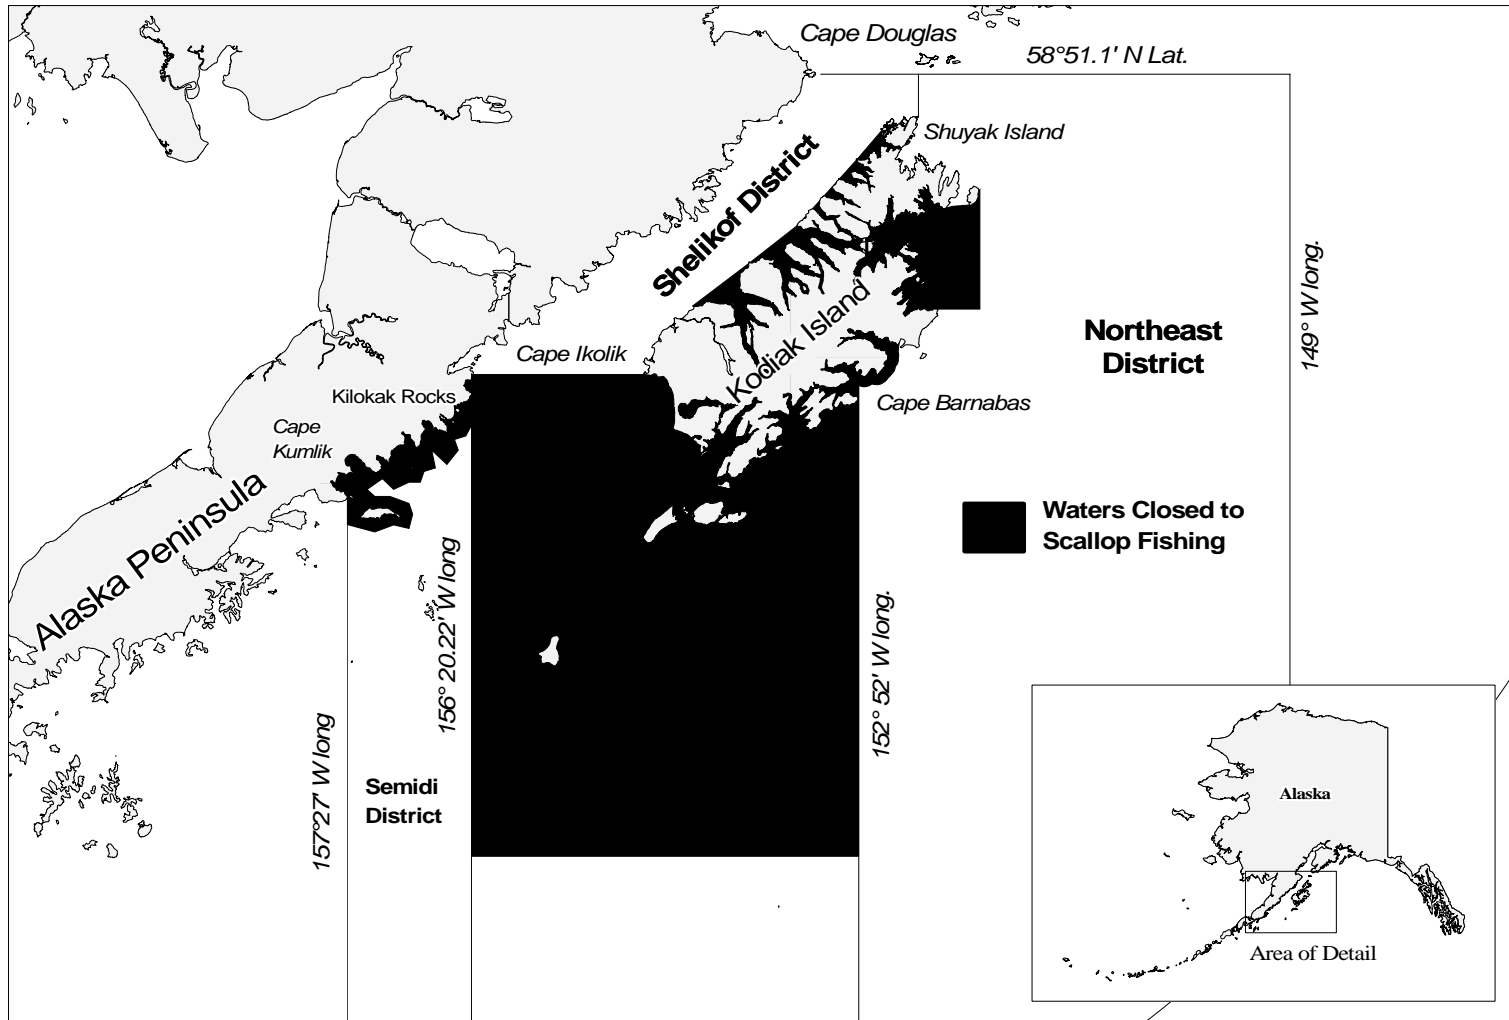 Cape Douglas
58°51.1' N Lat.
Shuyak Island
Shelikof District
149° W long.
Northeast
District
Cape Ikolik
Kodiak Island
Kilokak Rocks
Cape Barnabas
Cape
Kumlik
Alaska Peninsula
Waters Closed to
Scallop Fishing
156° 20.22' W long
152° 52' W long.
157°27' W long
Semidi
District
Alaska
Area of Detail